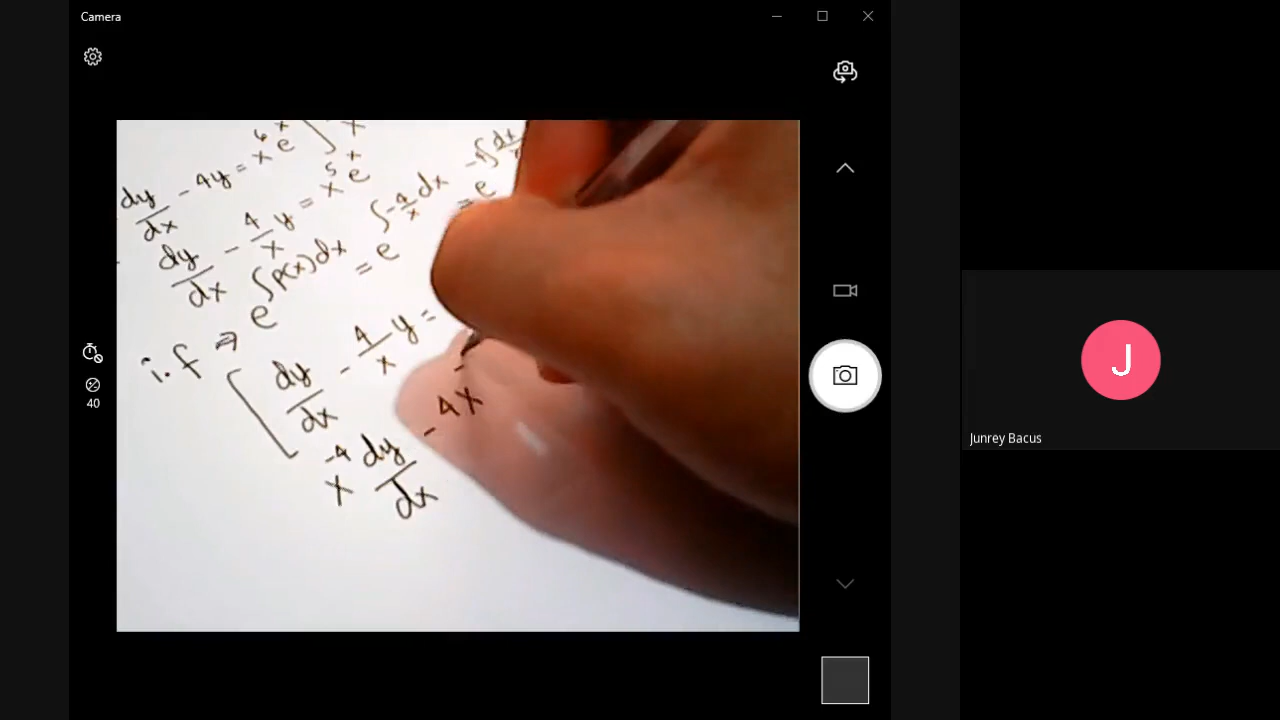 Camera
dy/dx - 4y = x^6 e^x
dy/dx - 4/x y = x^5 e^x
i.f ⇒ e^∫P(x)dx = e^∫-4/x dx = e
[ dy/dx - 4/x y =
x^-4 dy/dx - 4x
40
J
Junrey Bacus